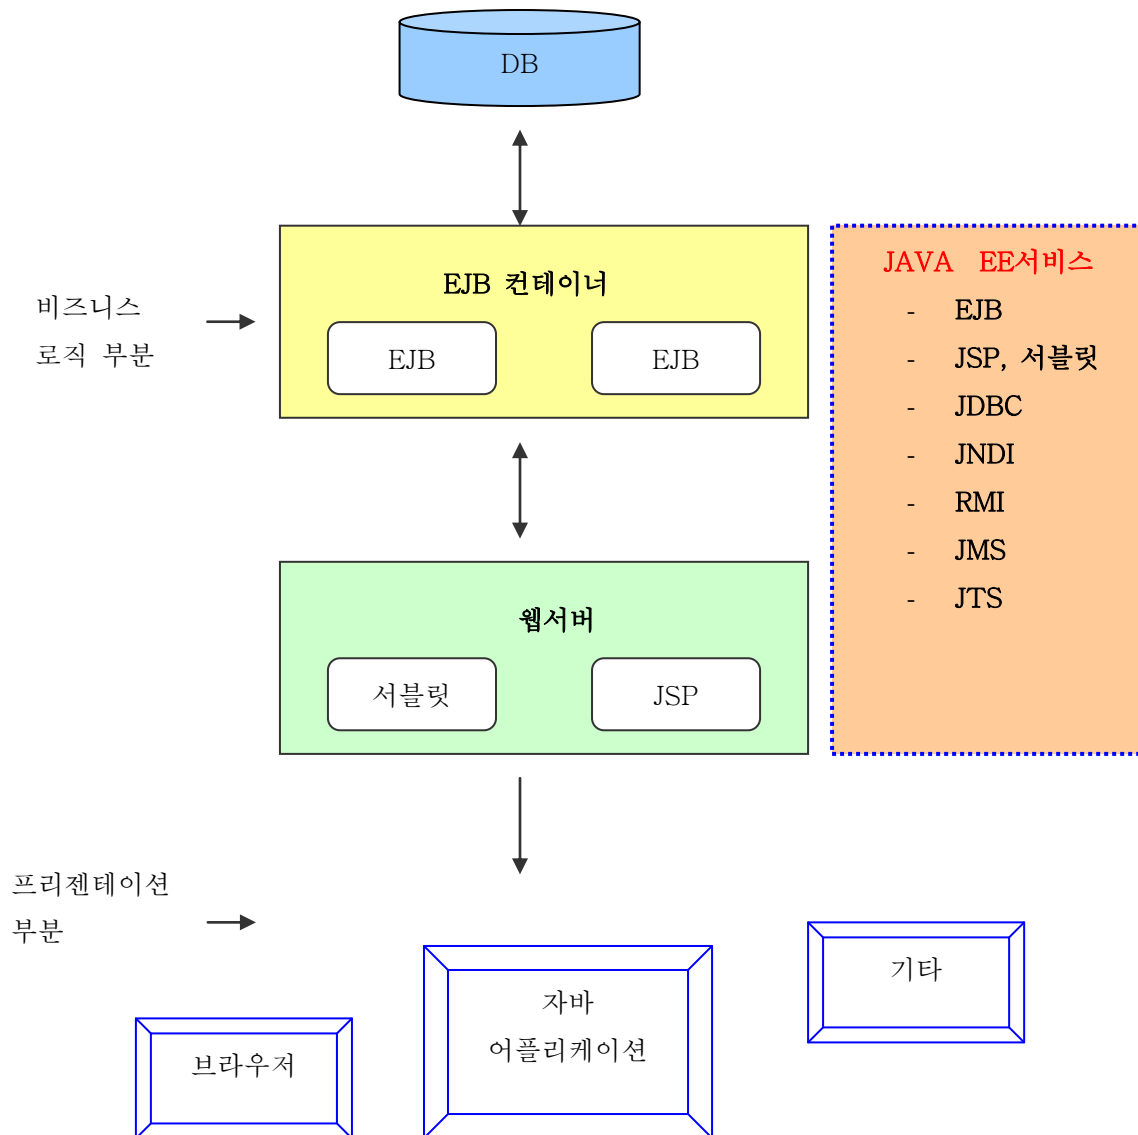 DB
EJB 컨테이너
EJB
EJB
비즈니스
로직 부분
JAVA EE서비스
- EJB
- JSP, 서블릿
- JDBC
- JNDI
- RMI
- JMS
- JTS
웹서버
서블릿
JSP
프리젠테이션
부분
기타
자바
어플리케이션
브라우저